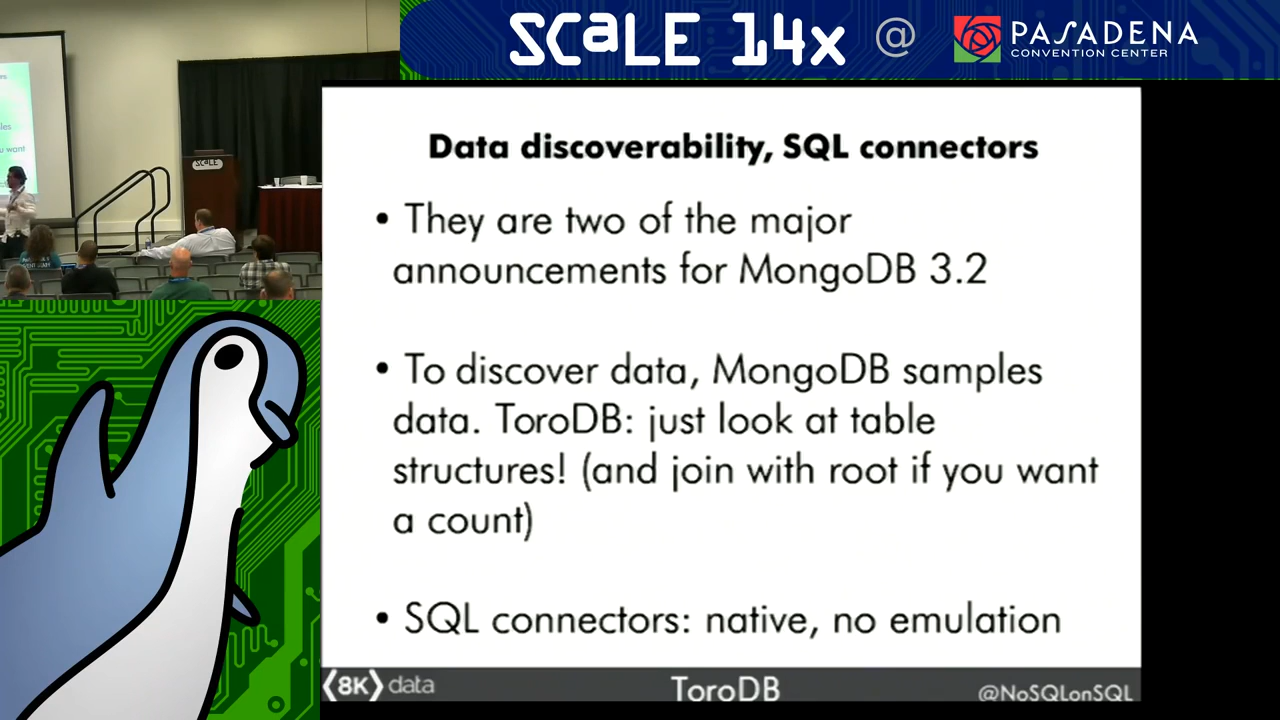 SCALE 14x @ PASADENA
CONVENTION CENTER
Data discoverability, SQL connectors
• They are two of the major
announcements for MongoDB 3.2
• To discover data, MongoDB samples
data. ToroDB: just look at table
structures! (and join with root if you want
a count)
• SQL connectors: native, no emulation
⟨8K⟩ data
ToroDB
@NoSQLonSQL
SCALE
u want